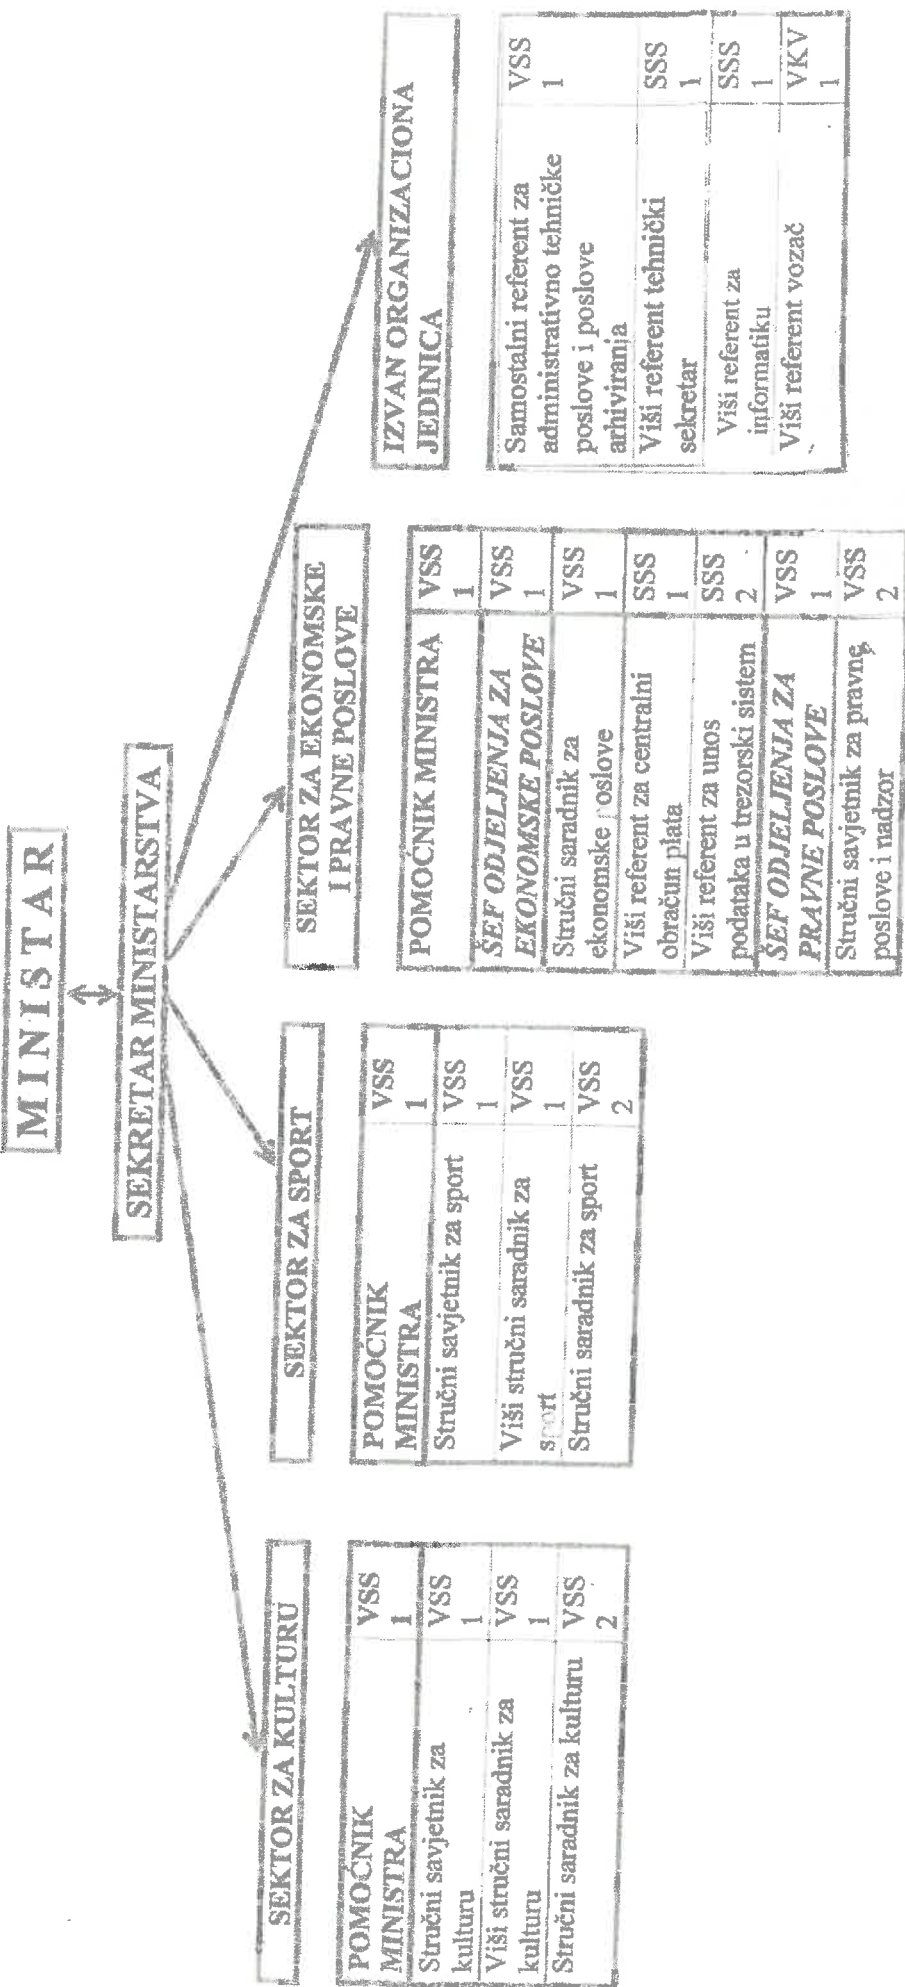 MINISTAR
SEKRETAR MINISTARSTVA
SEKTOR ZA KULTURU
POMOĆNIK VSS
MINISTRA 1
Stručni savjetnik za VSS
kulturu 1
Viši stručni saradnik za VSS
kulturu 1
Stručni saradnik za kulturu VSS
2
SEKTOR ZA SPORT
POMOĆNIK VSS
MINISTRA 1
Stručni savjetnik za sport VSS
1
Viši stručni saradnik za VSS
sport 1
Stručni saradnik za sport VSS
2
SEKTOR ZA EKONOMSKE
I PRAVNE POSLOVE
POMOĆNIK MINISTRA VSS
1
ŠEF ODJELJENJA ZA VSS
EKONOMSKE POSLOVE 1
Stručni saradnik za VSS
ekonomske poslove 1
Viši referent za centralni SSS
obračun plata 1
Viši referent za unos SSS
podataka u trezorski sistem 2
ŠEF ODJELJENJA ZA VSS
PRAVNE POSLOVE 1
Stručni savjetnik za pravne VSS
poslove i nadzor 2
IZVAN ORGANIZACIONA
JEDINICA
Samostalni referent za VSS
administrativno tehničke 1
poslove i poslove
arhiviranja
Viši referent tehnički SSS
sekretar 1
Viši referent za SSS
informatiku 1
Viši referent vozač VKV
1